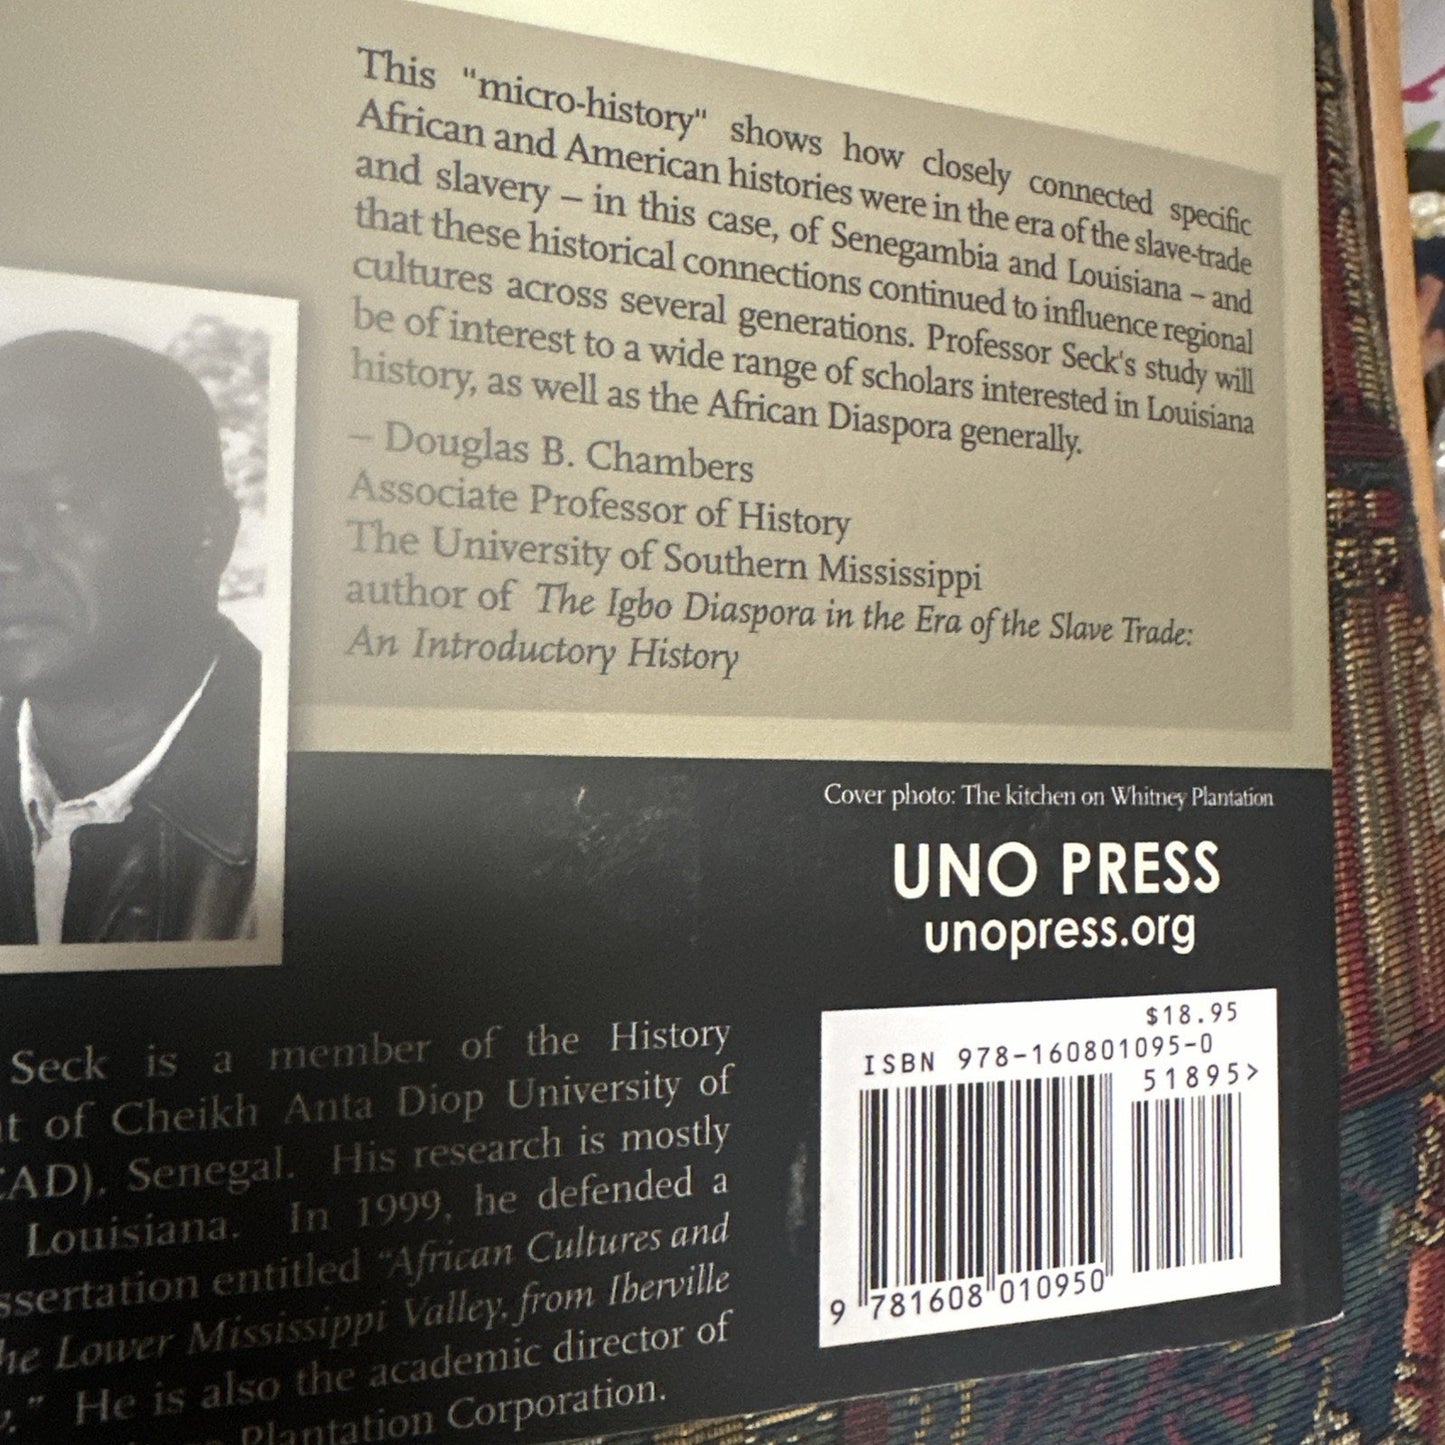 This "micro-history" shows how closely connected specific
African and American histories were in the era of the slave-trade
and slavery – in this case, of Senegambia and Louisiana – and
that these historical connections continued to influence regional
cultures across several generations. Professor Seck's study will
be of interest to a wide range of scholars interested in Louisiana
history, as well as the African Diaspora generally.
– Douglas B. Chambers
Associate Professor of History
The University of Southern Mississippi
author of The Igbo Diaspora in the Era of the Slave Trade:
An Introductory History
Cover photo: The kitchen on Whitney Plantation
UNO PRESS
unopress.org
$18.95
ISBN 978-160801095-0
51895>
9 781608 010950
Seck is a member of the History
of Cheikh Anta Diop University of
CAD), Senegal. His research is mostly
Louisiana. In 1999, he defended a
ssertation entitled "African Cultures and
he Lower Mississippi Valley, from Iberville
." He is also the academic director of
Plantation Corporation.